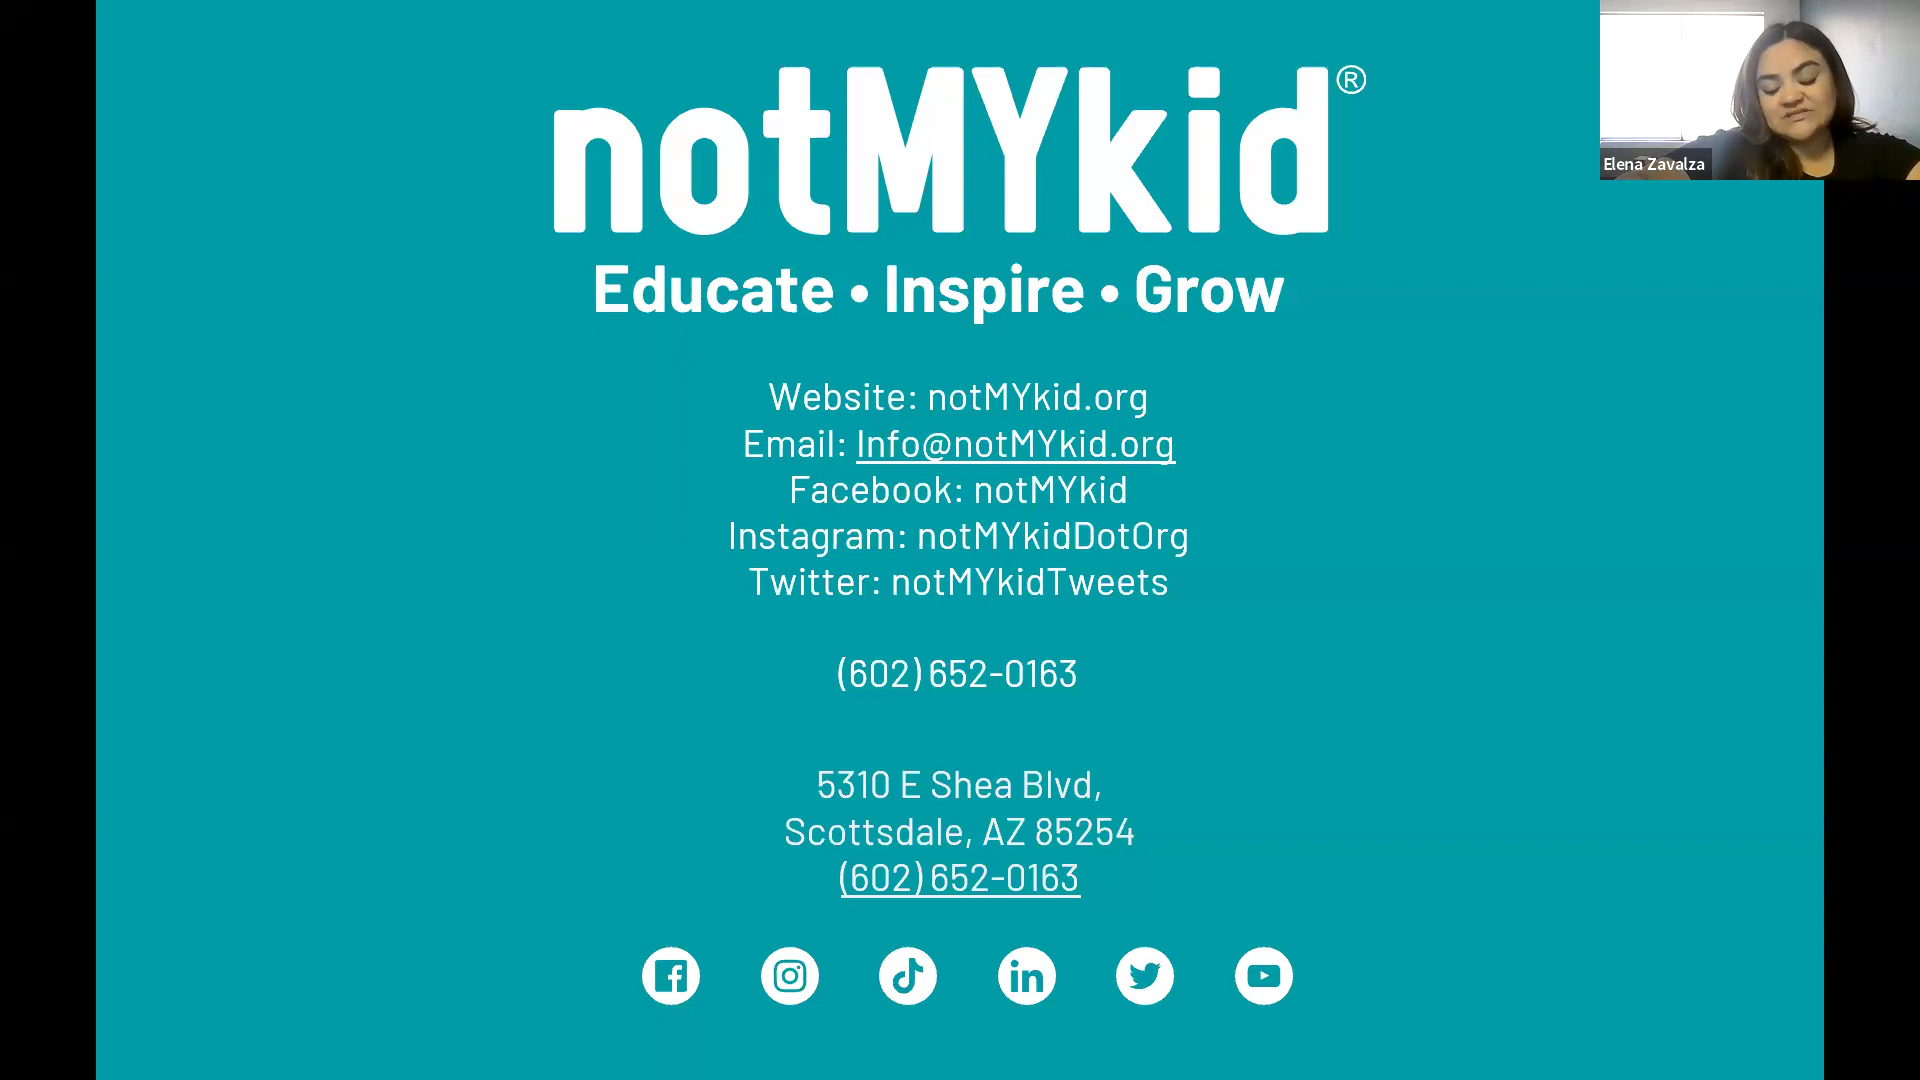 notMYkid®
Educate • Inspire • Grow
Website: notMYkid.org
Email: Info@notMYkid.org
Facebook: notMYkid
Instagram: notMYkidDotOrg
Twitter: notMYkidTweets
(602) 652-0163
5310 E Shea Blvd,
Scottsdale, AZ 85254
(602) 652-0163
in
Elena Zavalza